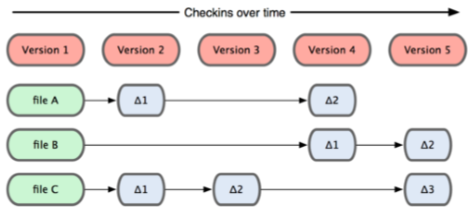 Checkins over time
Version 1 Version 2 Version 3 Version 4 Version 5
file A Δ1 Δ2
file B Δ1 Δ2
file C Δ1 Δ2 Δ3